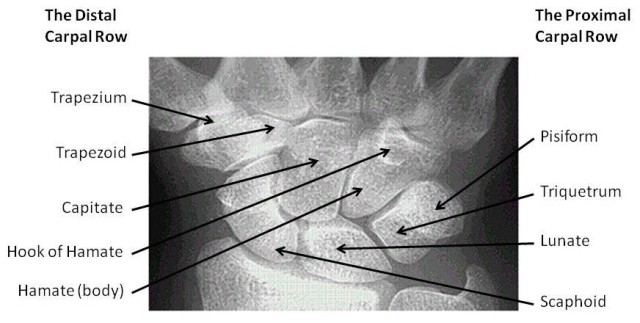 The Distal
Carpal Row
The Proximal
Carpal Row
Trapezium
Trapezoid
Capitate
Hook of Hamate
Hamate (body)
Pisiform
Triquetrum
Lunate
Scaphoid